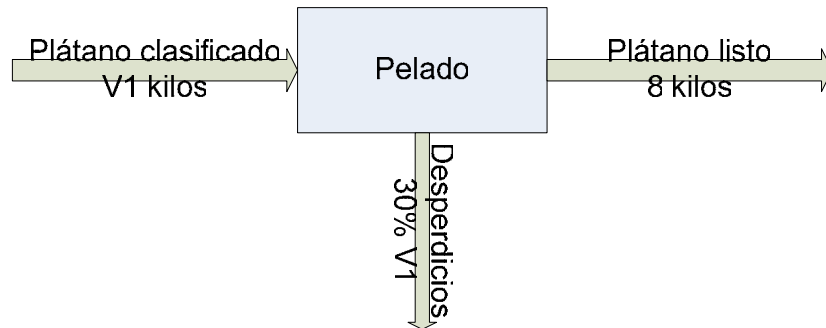 Plátano clasificado
V1 kilos
Pelado
Plátano listo
8 kilos
Desperdicios
30% V1